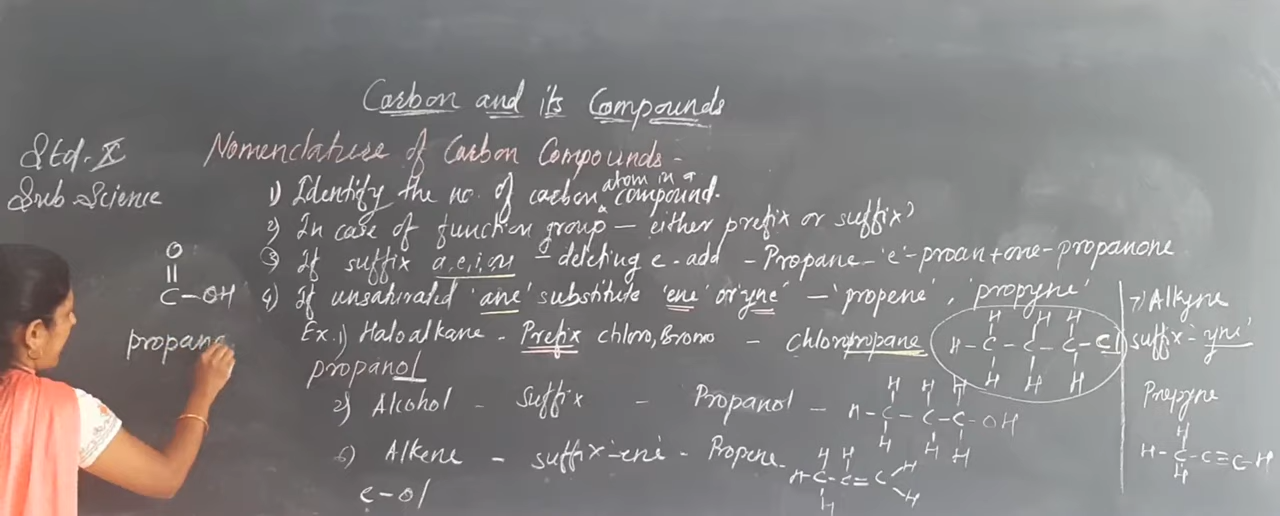 Carbon and its Compounds
Std-X
Sub Science
Nomenclature of Carbon Compounds-
1) Identify the no. of carbon atom in a compound.
2) In case of function group - either prefix or suffix'
3) If suffix a,e,i,o,u - deleting e-add - Propane-'e'-proan+one-propanone
4) If unsaturated 'ane' substitute 'ene' or 'yne' - 'propene', 'propyne'
Ex.1) Haloalkane - Prefix chloro, Bromo - chloropropane
propanol
2) Alcohol - suffix - Propanol -
6) Alkene - suffix-'ene' - Propene-
C-Ol
O
||
C-OH
propane
H H H
H-C-C-C-Cl
H H H
H H H
H-C-C-C-OH
H H H
H H H
H-C-C=C
H H
7) Alkyne
suffix-'yne'
Propyne
H
H-C-C≡C-H
H